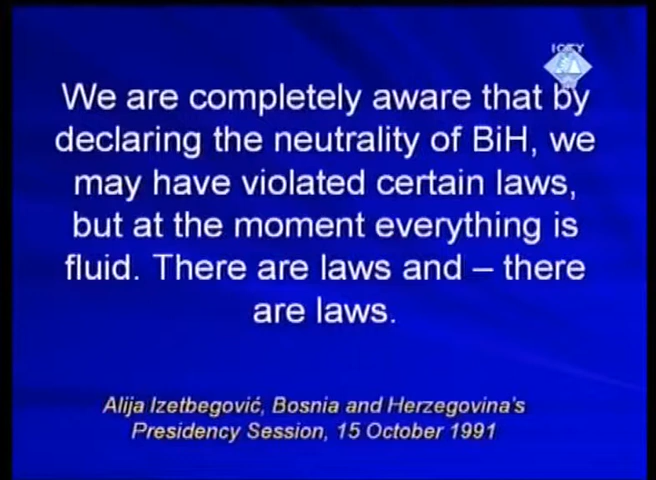 ICTY
We are completely aware that by
declaring the neutrality of BiH, we
may have violated certain laws,
but at the moment everything is
fluid. There are laws and – there
are laws.
Alija Izetbegović, Bosnia and Herzegovina's
Presidency Session, 15 October 1991